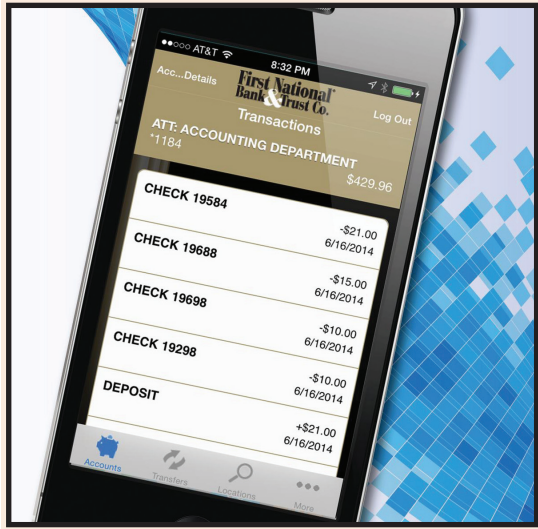 ●●○○○ AT&T 8:32 PM
Acc...Details
First National
Bank & Trust Co.
Log Out
Transactions
ATT: ACCOUNTING DEPARTMENT
*1184
$429.96
CHECK 19584
-$21.00
6/16/2014
CHECK 19688
-$15.00
6/16/2014
CHECK 19698
-$10.00
6/16/2014
CHECK 19298
-$10.00
6/16/2014
DEPOSIT
+$21.00
6/16/2014
Accounts
Transfers
Locations
More